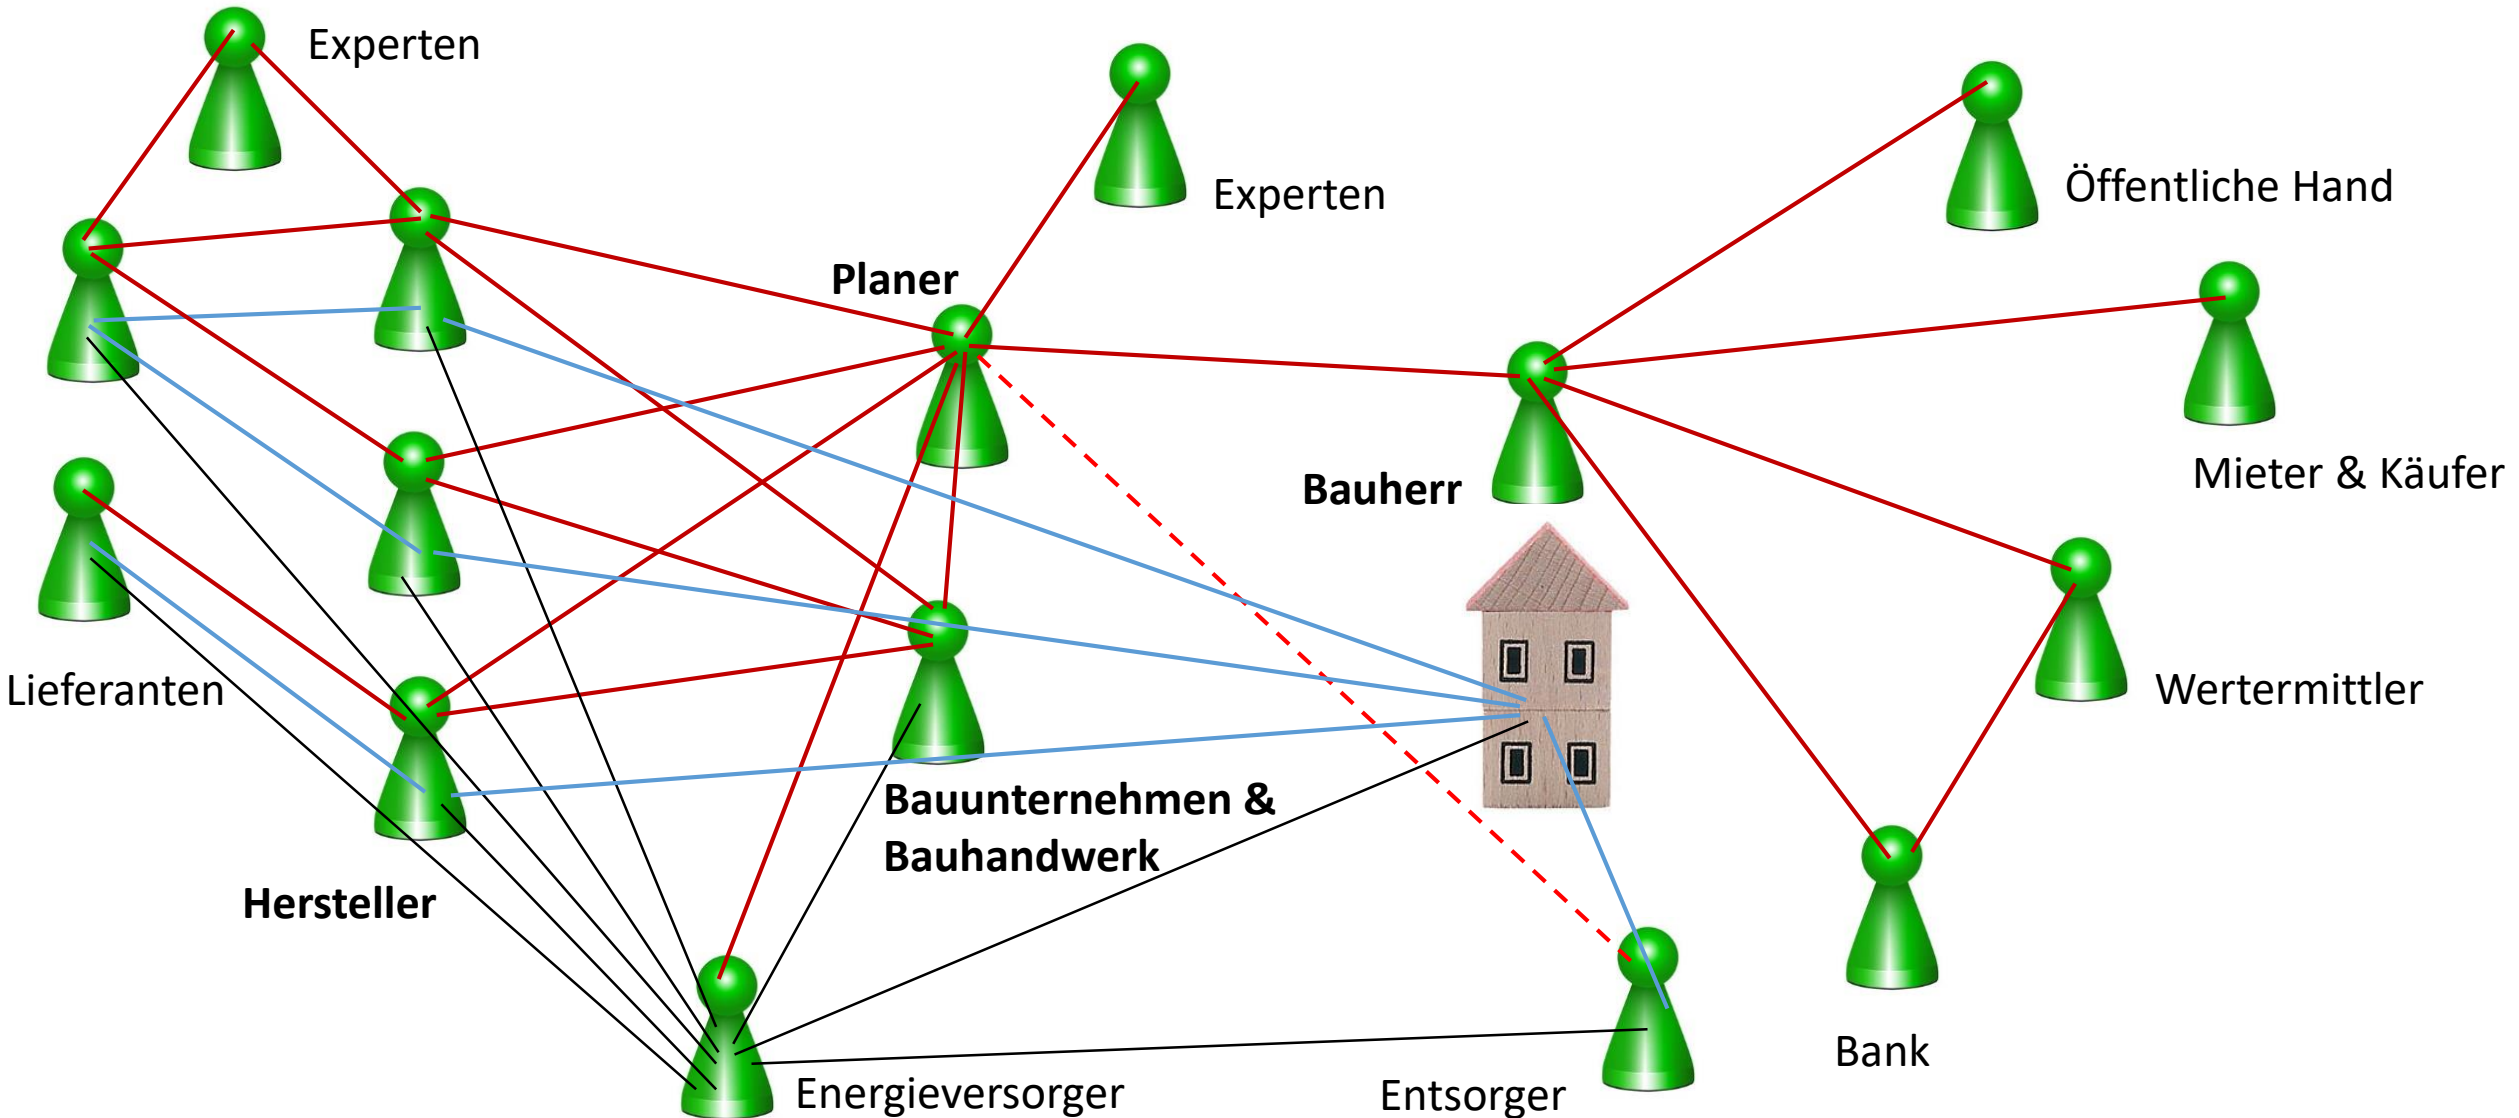 Experten
Experten
Öffentliche Hand
Planer
Mieter & Käufer
Bauherr
Lieferanten
Wertermittler
Bauunternehmen &
Bauhandwerk
Hersteller
Bank
Energieversorger
Entsorger